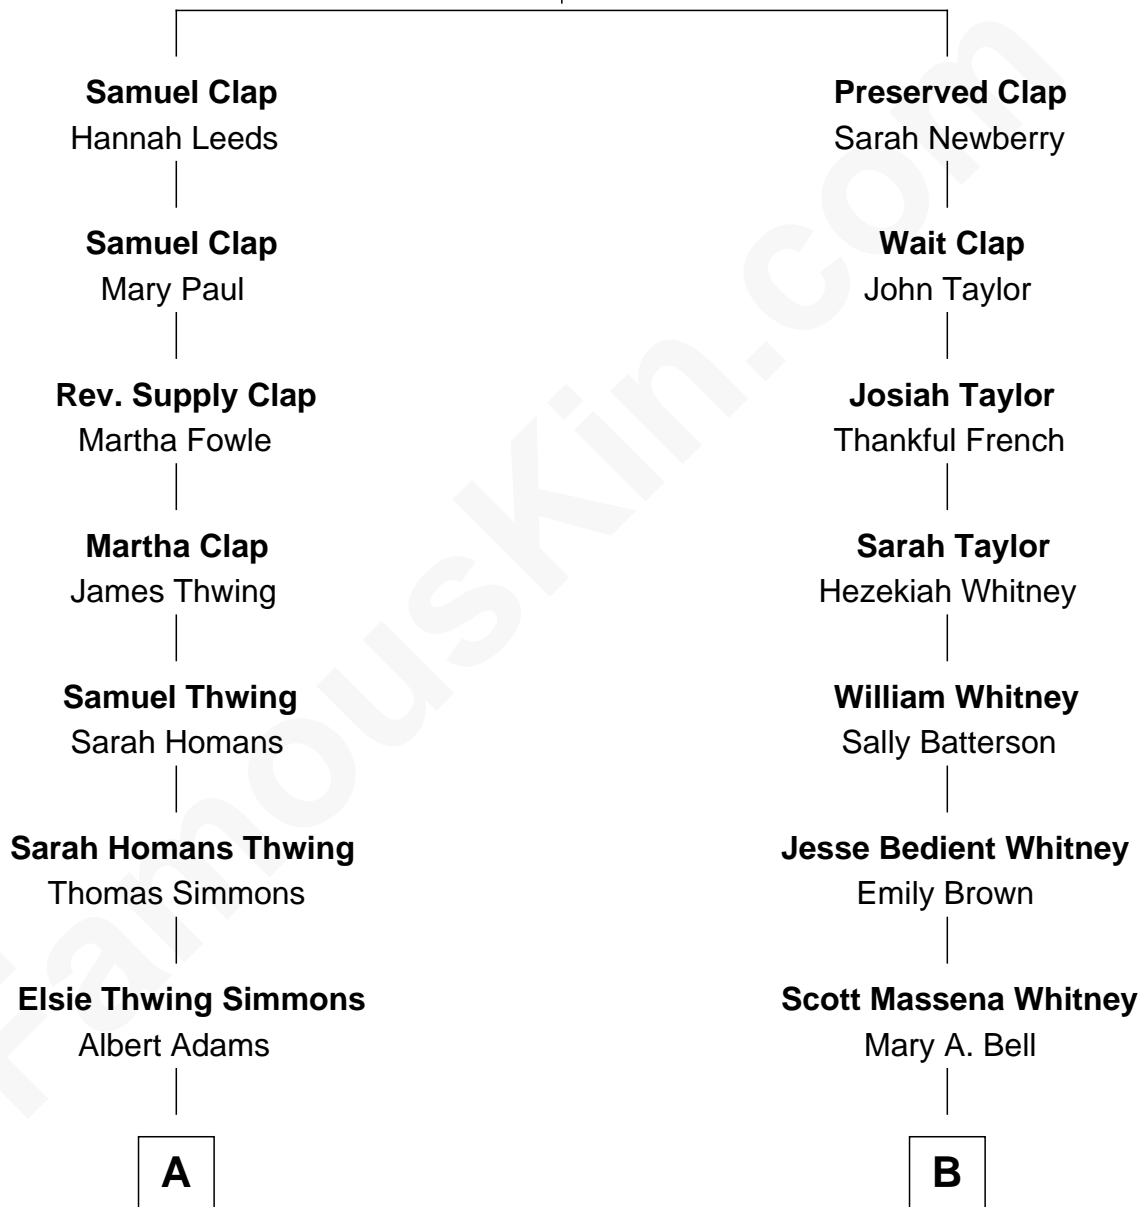 Samuel Clap
Hannah Leeds
Preserved Clap
Sarah Newberry
Samuel Clap
Mary Paul
Wait Clap
John Taylor
Rev. Supply Clap
Martha Fowle
Josiah Taylor
Thankful French
Martha Clap
James Thwing
Sarah Taylor
Hezekiah Whitney
Samuel Thwing
Sarah Homans
William Whitney
Sally Batterson
Sarah Homans Thwing
Thomas Simmons
Jesse Bedient Whitney
Emily Brown
Elsie Thwing Simmons
Albert Adams
Scott Massena Whitney
Mary A. Bell
A
B
FamousKin.com